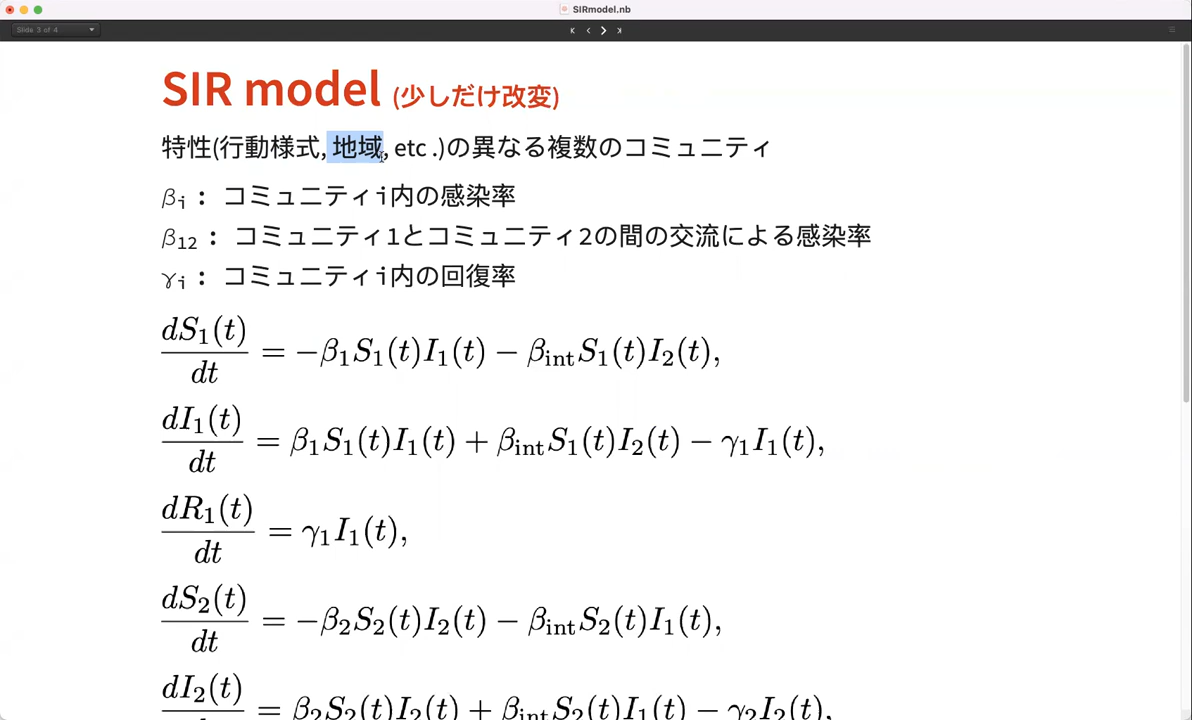 SIRmodel.nb
Slide 3 of 4
SIR model (少しだけ改変)
特性(行動様式, 地域, etc .)の異なる複数のコミュニティ
βi : コミュニティi内の感染率
β12 : コミュニティ1とコミュニティ2の間の交流による感染率
γi : コミュニティi内の回復率
dS₁(t)/dt = −β₁S₁(t)I₁(t) − β_int S₁(t)I₂(t),
dI₁(t)/dt = β₁S₁(t)I₁(t) + β_int S₁(t)I₂(t) − γ₁I₁(t),
dR₁(t)/dt = γ₁I₁(t),
dS₂(t)/dt = −β₂S₂(t)I₂(t) − β_int S₂(t)I₁(t),
dI₂(t) = β₂S₂(t)I₂(t) + β_int S₂(t)I₁(t) − γ₂I₂(t),